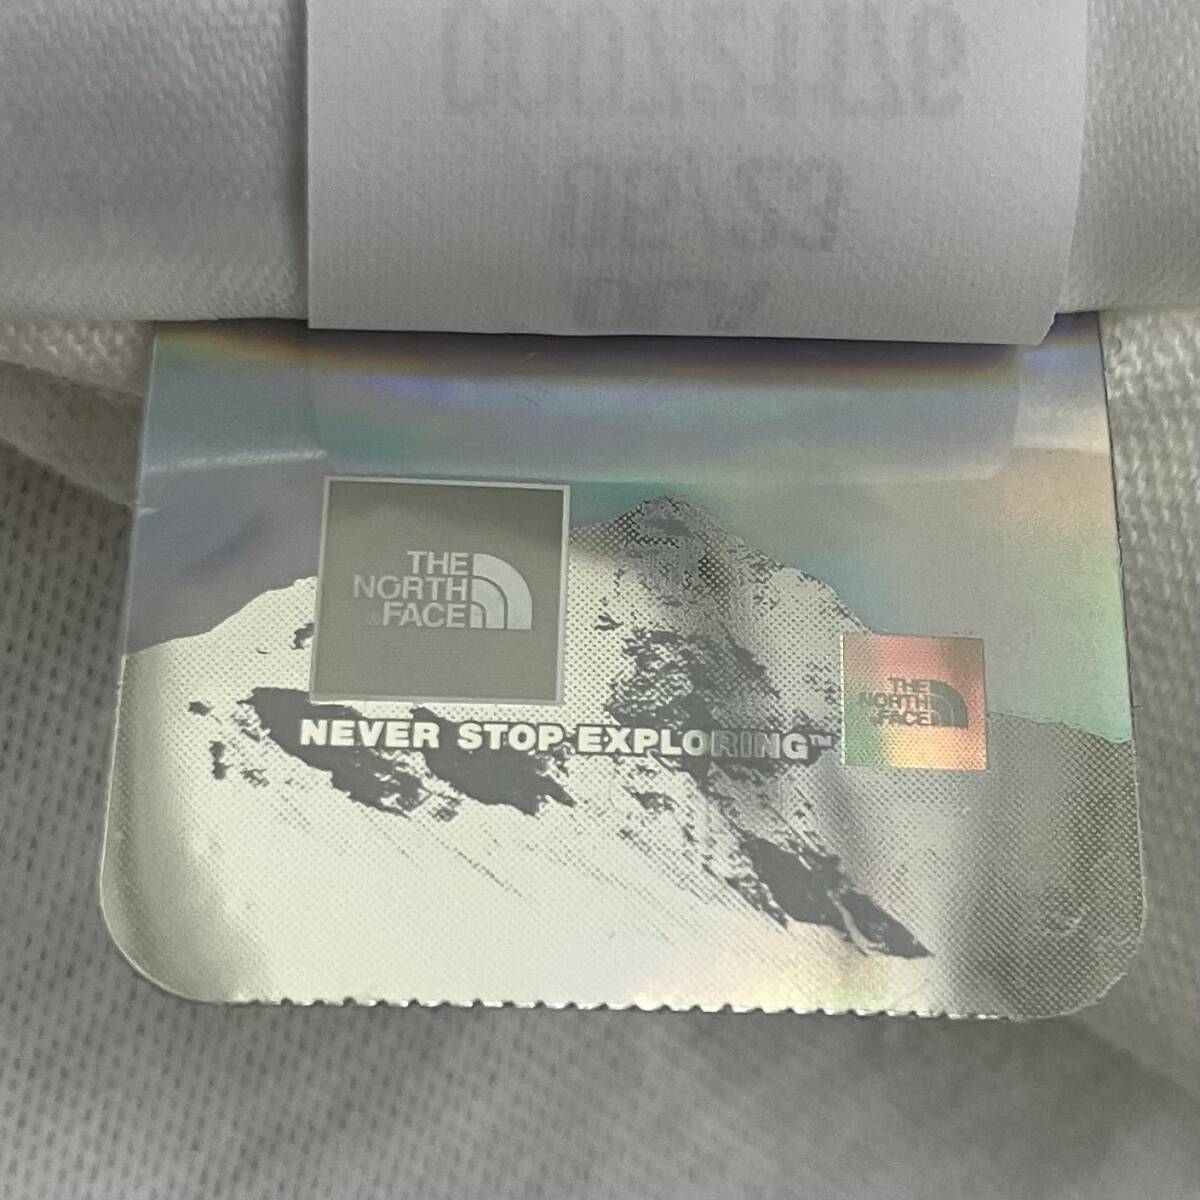 THE
NORTH
®FACE
NEVER STOP EXPLORING™
THE
NORTH
FACE